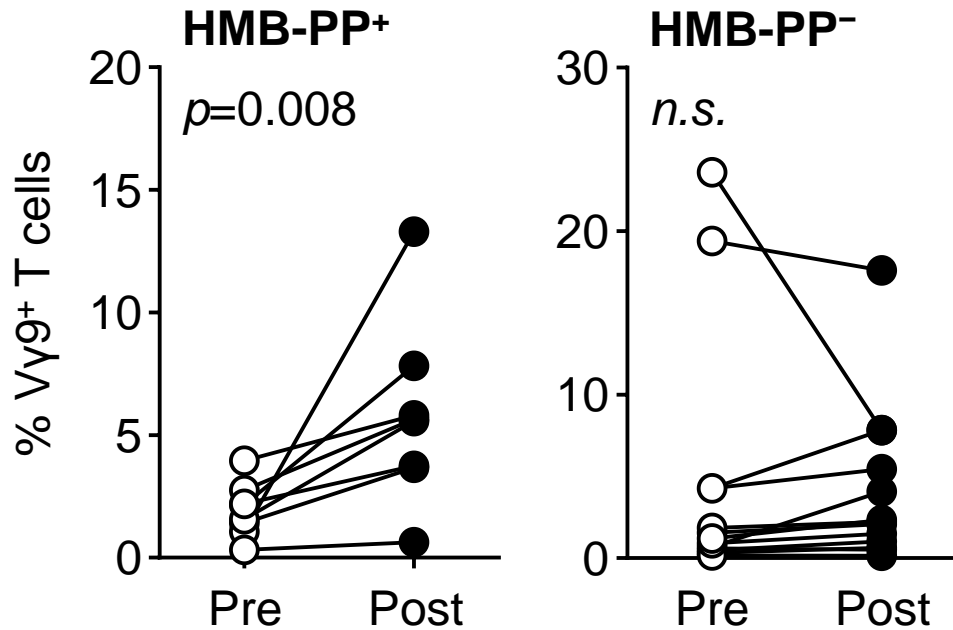 HMB-PP⁺
HMB-PP⁻
% Vγ9⁺ T cells
20
15
10
5
0
p=0.008
Pre
Post
30
20
10
0
n.s.
Pre
Post